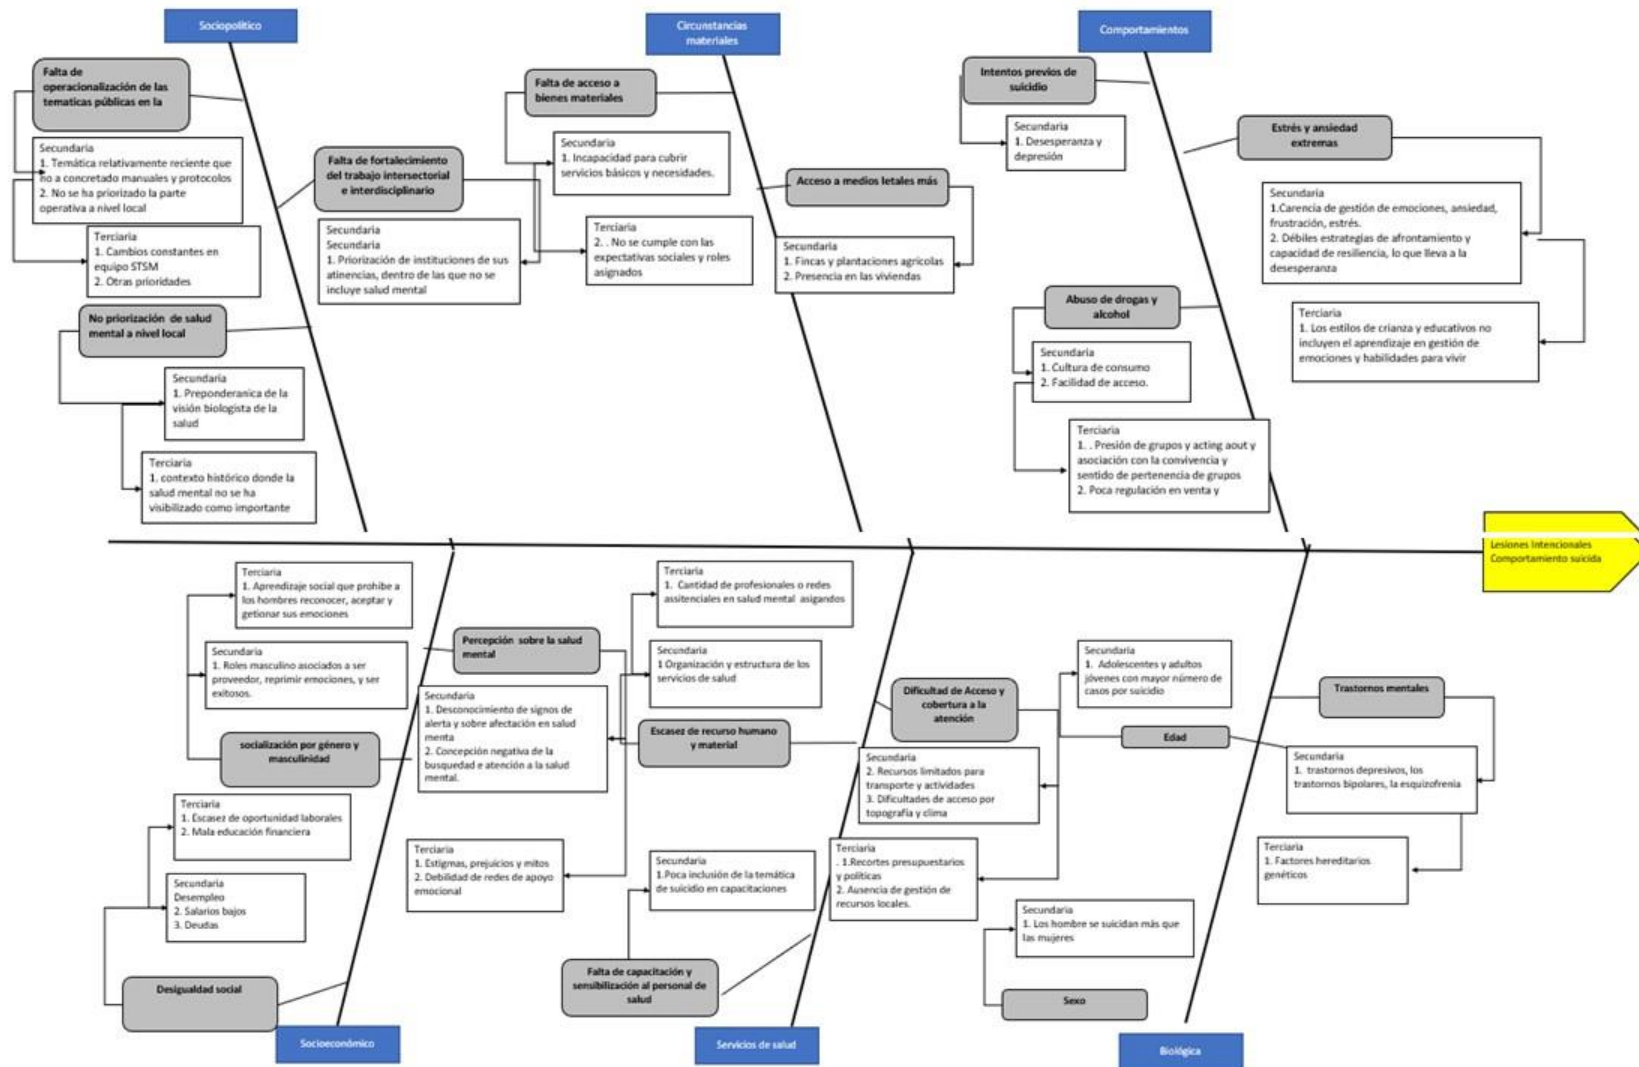 Sociopolítico
Falta de
operacionalización de las
tematicas públicas en la
Secundaria
1. Temática relativamente reciente que
no a concretado manuales y protocolos
2. No se ha priorizado la parte
operativa a nivel local
Terciaria
1. Cambios constantes en
equipo STSM
2. Otras prioridades
Falta de fortalecimiento
del trabajo intersectorial
e interdisciplinario
Secundaria
Secundaria
1. Priorización de instituciones de sus
atinencias, dentro de las que no se
incluye salud mental
No priorización de salud
mental a nivel local
Secundaria
1. Preponderanica de la
visión biologista de la
salud
Terciaria
1. contexto histórico donde la
salud mental no se ha
visibilizado como importante
Circunstancias
materiales
Falta de acceso a
bienes materiales
Secundaria
1. Incapacidad para cubrir
servicios básicos y necesidades.
Terciaria
2. . No se cumple con las
expectativas sociales y roles
asignados
Acceso a medios letales más
Secundaria
1. Fincas y plantaciones agrícolas
2. Presencia en las viviendas
Comportamientos
Intentos previos de
suicidio
Secundaria
1. Desesperanza y
depresión
Estrés y ansiedad
extremas
Secundaria
1.Carencia de gestión de emociones, ansiedad,
frustración, estrés.
2. Débiles estrategias de afrontamiento y
capacidad de resiliencia, lo que lleva a la
desesperanza
Terciaria
1. Los estilos de crianza y educativos no
incluyen el aprendizaje en gestión de
emociones y habilidades para vivir
Abuso de drogas y
alcohol
Secundaria
1. Cultura de consumo
2. Facilidad de acceso.
Terciaria
1. . Presión de grupos y acting aout y
asociación con la convivencia y
sentido de pertenencia de grupos
2. Poca regulación en venta y
Lesiones Intencionales
Comportamiento suicida
Terciaria
1. Aprendizaje social que prohíbe a
los hombres reconocer, aceptar y
getionar sus emociones
Secundaria
1. Roles masculino asociados a ser
proveedor, reprimir emociones, y ser
exitosos.
socialización por género y
masculinidad
Percepción sobre la salud
mental
Secundaria
1. Desconocimiento de signos de
alerta y sobre afectación en salud
menta
2. Concepción negativa de la
busquedad e atención a la salud
mental.
Terciaria
1. Estigmas, prejuicios y mitos
2. Debilidad de redes de apoyo
emocional
Terciaria
1. Escasez de oportunidad laborales
2. Mala educación financiera
Secundaria
Desempleo
2. Salarios bajos
3. Deudas
Desigualdad social
Socioeconómico
Terciaria
1. Cantidad de profesionales o redes
assitenciales en salud mental asigandos
Secundaria
1 Organización y estructura de los
servicios de salud
Escasez de recurso humano
y material
Dificultad de Acceso y
cobertura a la
atención
Secundaria
2. Recursos limitados para
transporte y actividades
3. Dificultades de acceso por
topografía y clima
Terciaria
. 1.Recortes presupuestarios
y políticas
2. Ausencia de gestión de
recursos locales.
Secundaria
1.Poca inclusión de la temática
de suicidio en capacitaciones
Falta de capacitación y
sensibilización al personal de
salud
Servicios de salud
Secundaria
1. Adolescentes y adultos
jóvenes con mayor número de
casos por suicidio
Edad
Trastornos mentales
Secundaria
1. trastornos depresivos, los
trastornos bipolares, la esquizofrenia
Terciaria
1. Factores hereditarios
genéticos
Secundaria
1. Los hombre se suicidan más que
las mujeres
Sexo
Biológica